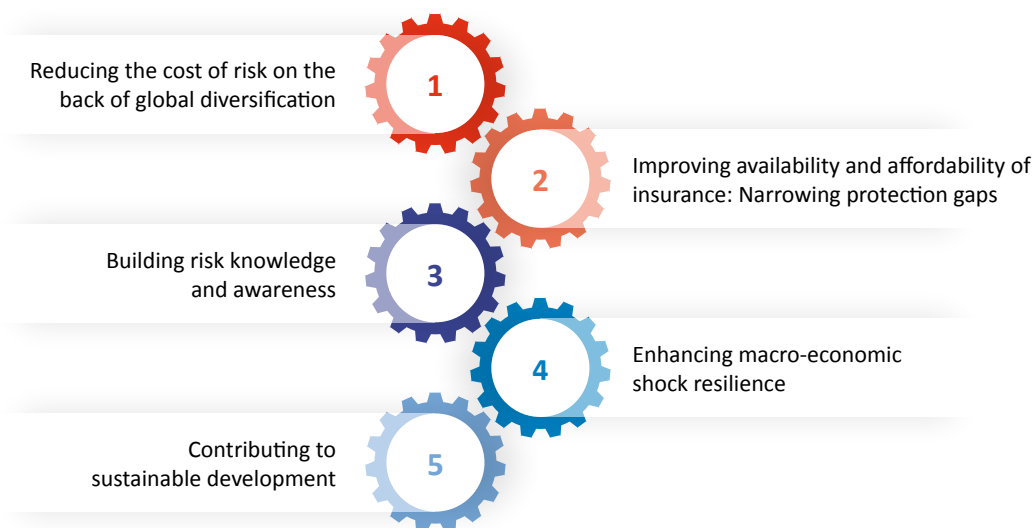 Reducing the cost of risk on the
back of global diversification
1
2
Improving availability and affordability of
insurance: Narrowing protection gaps
Building risk knowledge
and awareness
3
4
Enhancing macro-economic
shock resilience
Contributing to
sustainable development
5